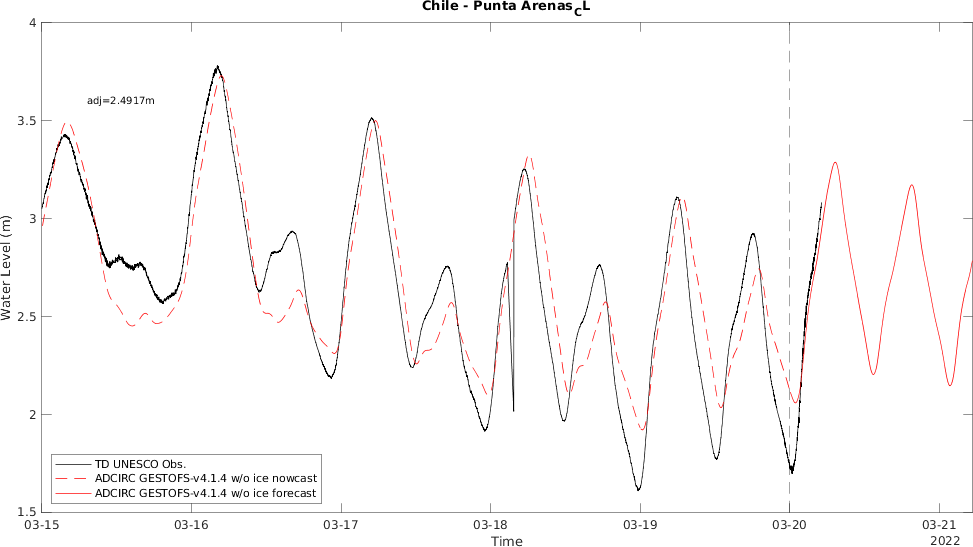 Chile - Punta Arenas_CL
4
adj=2.4917m
3.5
3
Water Level (m)
2.5
2
TD UNESCO Obs.
ADCIRC GESTOFS-v4.1.4 w/o ice nowcast
ADCIRC GESTOFS-v4.1.4 w/o ice forecast
1.5
03-15 03-16 03-17 03-18 03-19 03-20 03-21
Time 2022